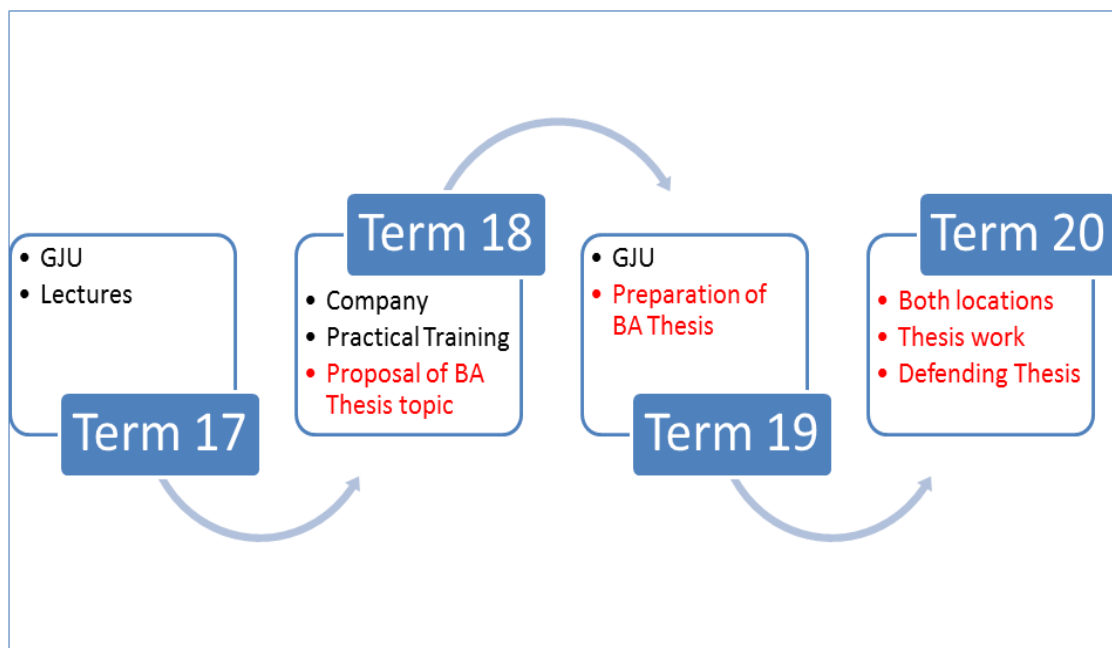 • GJU
• Lectures
Term 17
Term 18
• Company
• Practical Training
• Proposal of BA
Thesis topic
• GJU
• Preparation of
BA Thesis
Term 19
Term 20
• Both locations
• Thesis work
• Defending Thesis